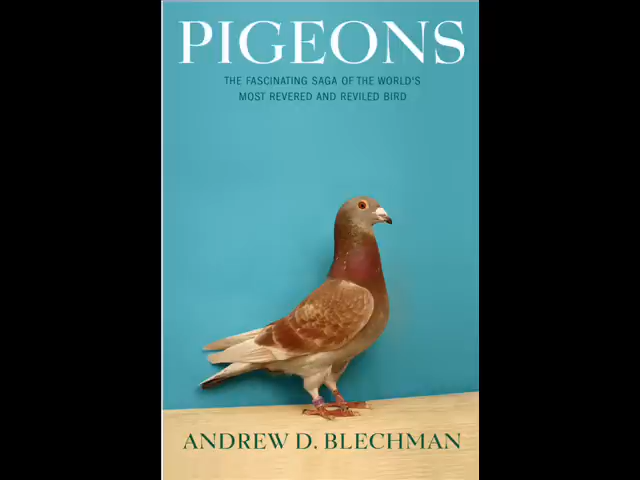 PIGEONS
THE FASCINATING SAGA OF THE WORLD'S
MOST REVERED AND REVILED BIRD
ANDREW D. BLECHMAN